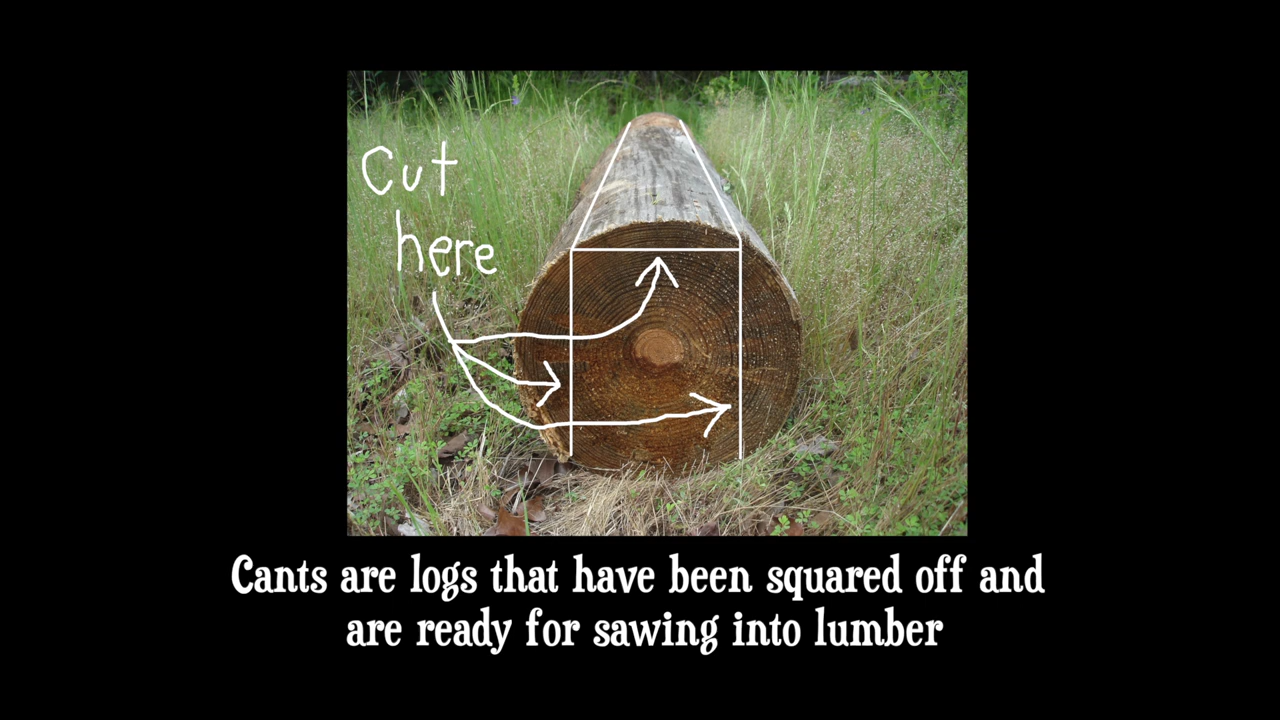 Cut
here
Cants are logs that have been squared off and
are ready for sawing into lumber